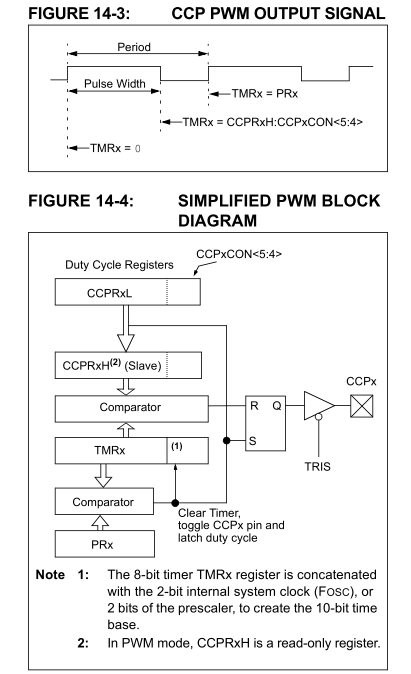 FIGURE 14-3: CCP PWM OUTPUT SIGNAL
Period
Pulse Width
TMRx = PRx
TMRx = CCPRxH:CCPxCON<5:4>
TMRx = 0
FIGURE 14-4: SIMPLIFIED PWM BLOCK
DIAGRAM
CCPxCON<5:4>
Duty Cycle Registers
CCPRxL
CCPRxH(2) (Slave)
CCPx
Comparator
R Q
S
TMRx
(1)
TRIS
Comparator
Clear Timer,
toggle CCPx pin and
latch duty cycle
PRx
Note 1: The 8-bit timer TMRx register is concatenated
with the 2-bit internal system clock (FOSC), or
2 bits of the prescaler, to create the 10-bit time
base.
2: In PWM mode, CCPRxH is a read-only register.